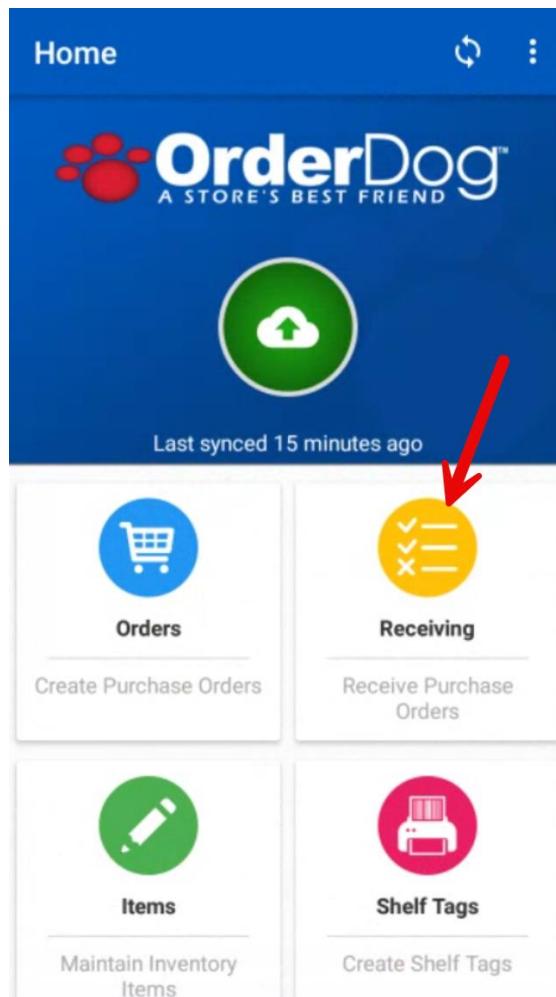 Home
OrderDog™
A STORE'S BEST FRIEND
Last synced 15 minutes ago
Orders
Create Purchase Orders
Receiving
Receive Purchase
Orders
Items
Maintain Inventory
Items
Shelf Tags
Create Shelf Tags